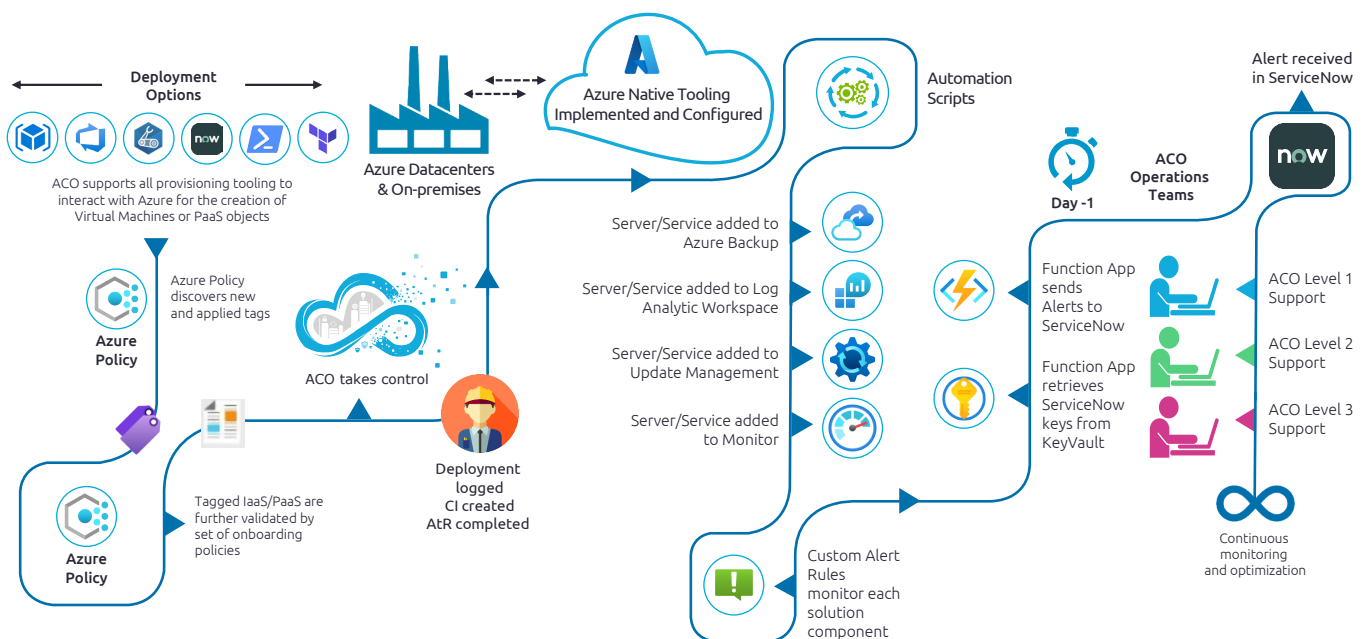 Deployment
Options
now
ACO supports all provisioning tooling to
interact with Azure for the creation of
Virtual Machines or PaaS objects
Azure Policy
discovers new
and applied tags
Azure
Policy
Azure
Policy
Tagged IaaS/PaaS are
further validated by
set of onboarding
policies
ACO takes control
Deployment
logged
CI created
AtR completed
Azure Datacenters
& On-premises
Azure Native Tooling
Implemented and Configured
Automation
Scripts
Server/Service added to
Azure Backup
Server/Service added to Log
Analytic Workspace
Server/Service added to
Update Management
Server/Service added
to Monitor
Custom Alert
Rules
monitor each
solution
component
Day -1
Function App
sends
Alerts to
ServiceNow
Function App
retrieves
ServiceNow
keys from
KeyVault
ACO
Operations
Teams
Alert received
in ServiceNow
now
ACO Level 1
Support
ACO Level 2
Support
ACO Level 3
Support
Continuous
monitoring
and optimization